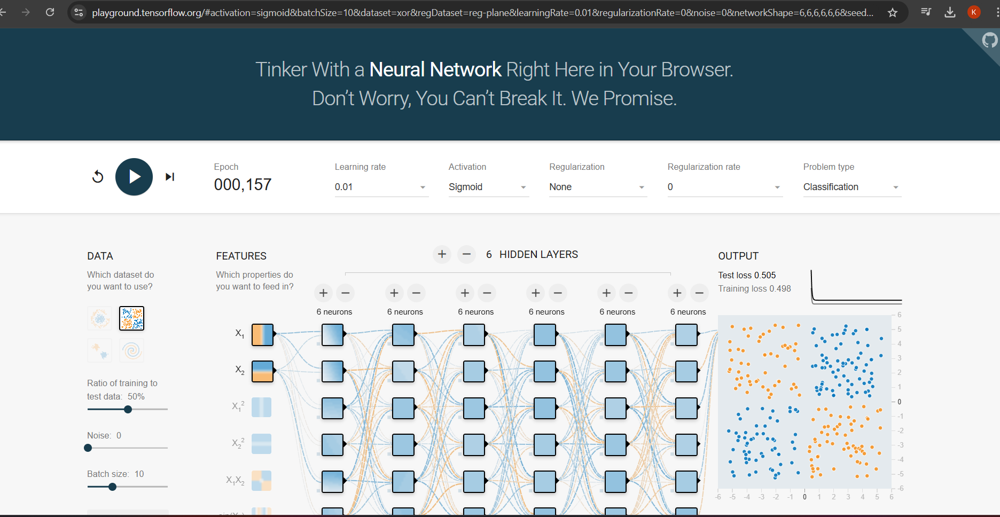 playground.tensorflow.org/#activation=sigmoid&batchSize=10&dataset=xor&regDataset=reg-plane&learningRate=0.01&regularizationRate=0&noise=0&networkShape=6,6,6,6,6,6&seed...
K
Tinker With a Neural Network Right Here in Your Browser.
Don't Worry, You Can't Break It. We Promise.
Epoch
000,157
Learning rate
0.01
Activation
Sigmoid
Regularization
None
Regularization rate
0
Problem type
Classification
DATA
Which dataset do
you want to use?
Ratio of training to
test data: 50%
Noise: 0
Batch size: 10
FEATURES
Which properties do
you want to feed in?
X1
X2
X1²
X2²
X1X2
sin(X1)
+ − 6 HIDDEN LAYERS
+ − + − + − + − + − + −
6 neurons 6 neurons 6 neurons 6 neurons 6 neurons 6 neurons
OUTPUT
Test loss 0.505
Training loss 0.498
6
5
4
3
2
1
0
-1
-2
-3
-4
-5
-6
-6 -5 -4 -3 -2 -1 0 1 2 3 4 5 6